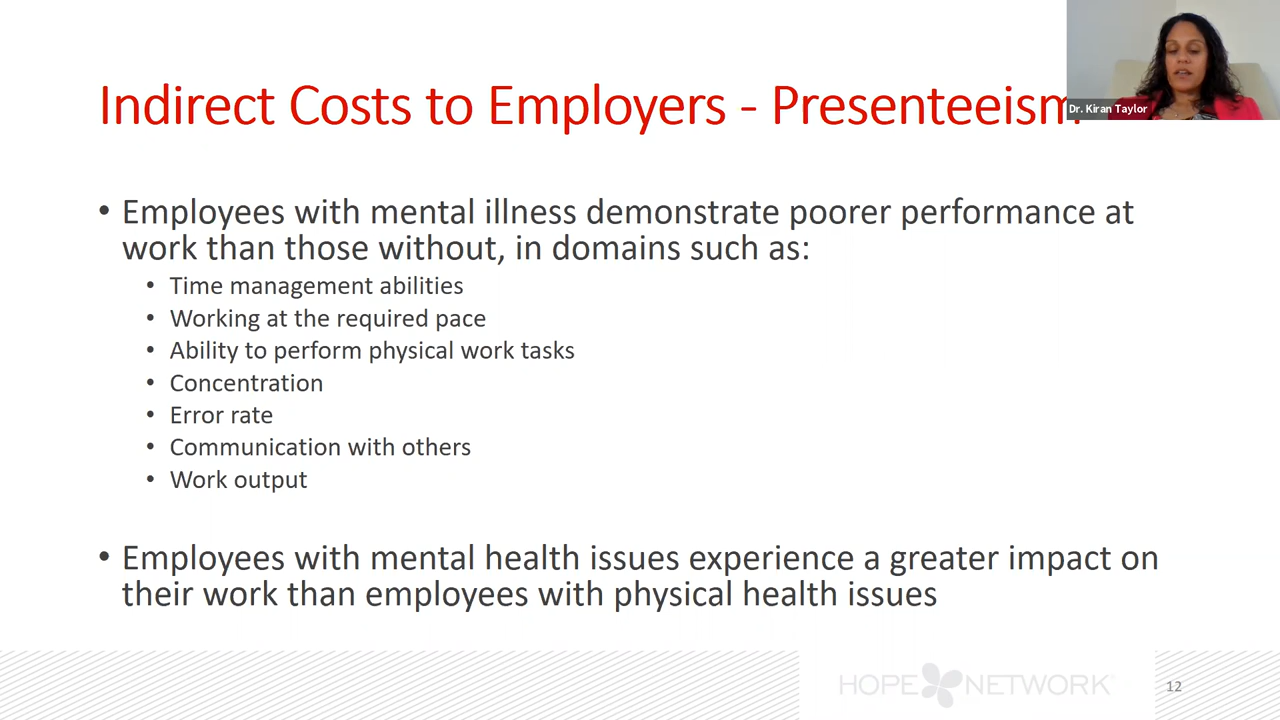 Indirect Costs to Employers - Presenteeism
Dr. Kiran Taylor
• Employees with mental illness demonstrate poorer performance at
work than those without, in domains such as:
• Time management abilities
• Working at the required pace
• Ability to perform physical work tasks
• Concentration
• Error rate
• Communication with others
• Work output
• Employees with mental health issues experience a greater impact on
their work than employees with physical health issues
HOPE NETWORK
12